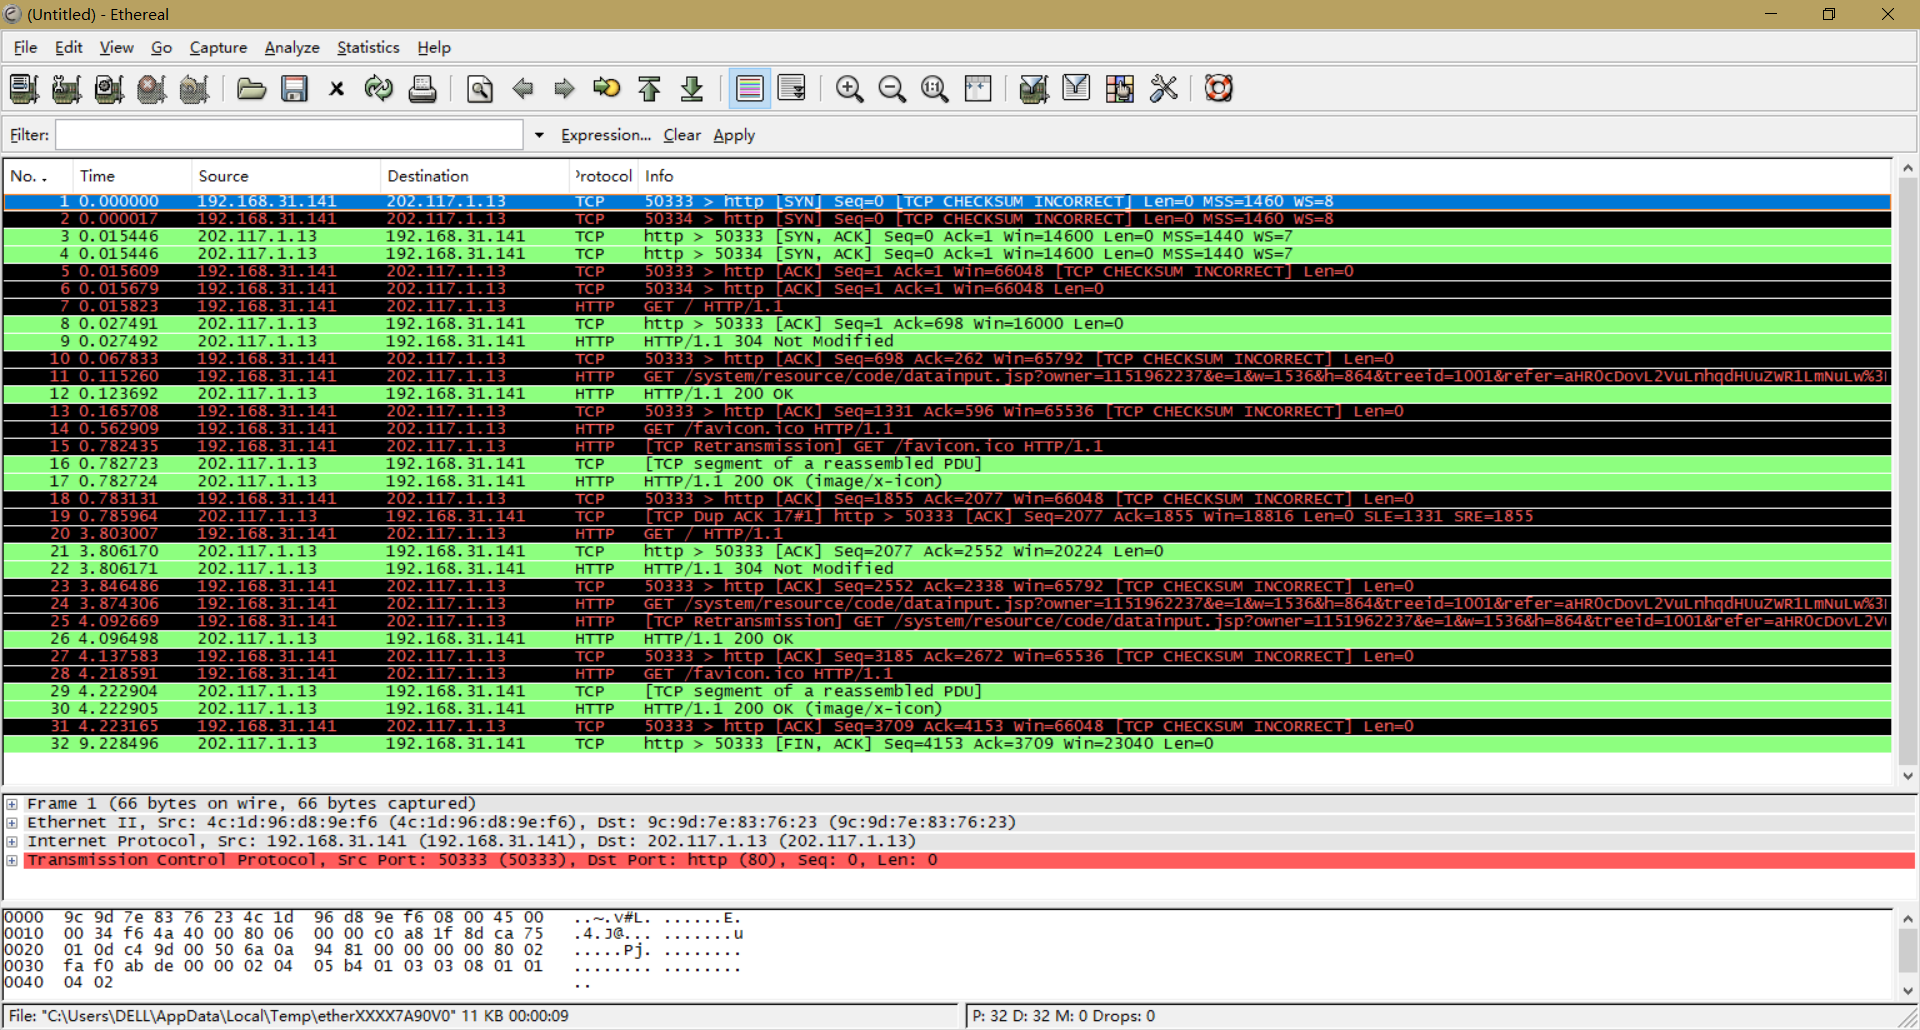 (Untitled) - Ethereal
File Edit View Go Capture Analyze Statistics Help
Filter: Expression... Clear Apply
No. . Time Source Destination Protocol Info
1 0.000000 192.168.31.141 202.117.1.13 TCP 50333 > http [SYN] Seq=0 [TCP CHECKSUM INCORRECT] Len=0 MSS=1460 WS=8
2 0.000017 192.168.31.141 202.117.1.13 TCP 50334 > http [SYN] Seq=0 [TCP CHECKSUM INCORRECT] Len=0 MSS=1460 WS=8
3 0.015446 202.117.1.13 192.168.31.141 TCP http > 50333 [SYN, ACK] Seq=0 Ack=1 Win=14600 Len=0 MSS=1440 WS=7
4 0.015446 202.117.1.13 192.168.31.141 TCP http > 50334 [SYN, ACK] Seq=0 Ack=1 Win=14600 Len=0 MSS=1440 WS=7
5 0.015609 192.168.31.141 202.117.1.13 TCP 50333 > http [ACK] Seq=1 Ack=1 Win=66048 [TCP CHECKSUM INCORRECT] Len=0
6 0.015679 192.168.31.141 202.117.1.13 TCP 50334 > http [ACK] Seq=1 Ack=1 Win=66048 Len=0
7 0.015823 192.168.31.141 202.117.1.13 HTTP GET / HTTP/1.1
8 0.027491 202.117.1.13 192.168.31.141 TCP http > 50333 [ACK] Seq=1 Ack=698 Win=16000 Len=0
9 0.027492 202.117.1.13 192.168.31.141 HTTP HTTP/1.1 304 Not Modified
10 0.067833 192.168.31.141 202.117.1.13 TCP 50333 > http [ACK] Seq=698 Ack=262 Win=65792 [TCP CHECKSUM INCORRECT] Len=0
11 0.115260 192.168.31.141 202.117.1.13 HTTP GET /system/resource/code/datainput.jsp?owner=1151962237&e=1&w=1536&h=864&treeid=1001&refer=aHR0cDovL2VuLnhqdHUuZWR1LmNuLw%3
12 0.123692 202.117.1.13 192.168.31.141 HTTP HTTP/1.1 200 OK
13 0.165708 192.168.31.141 202.117.1.13 TCP 50333 > http [ACK] Seq=1331 Ack=596 Win=65536 [TCP CHECKSUM INCORRECT] Len=0
14 0.562909 192.168.31.141 202.117.1.13 HTTP GET /favicon.ico HTTP/1.1
15 0.782435 192.168.31.141 202.117.1.13 HTTP [TCP Retransmission] GET /favicon.ico HTTP/1.1
16 0.782723 202.117.1.13 192.168.31.141 TCP [TCP segment of a reassembled PDU]
17 0.782724 202.117.1.13 192.168.31.141 HTTP HTTP/1.1 200 OK (image/x-icon)
18 0.783131 192.168.31.141 202.117.1.13 TCP 50333 > http [ACK] Seq=1855 Ack=2077 Win=66048 [TCP CHECKSUM INCORRECT] Len=0
19 0.785964 202.117.1.13 192.168.31.141 TCP [TCP Dup ACK 17#1] http > 50333 [ACK] Seq=2077 Ack=1855 Win=18816 Len=0 SLE=1331 SRE=1855
20 3.803007 192.168.31.141 202.117.1.13 HTTP GET / HTTP/1.1
21 3.806170 202.117.1.13 192.168.31.141 TCP http > 50333 [ACK] Seq=2077 Ack=2552 Win=20224 Len=0
22 3.806171 202.117.1.13 192.168.31.141 HTTP HTTP/1.1 304 Not Modified
23 3.846486 192.168.31.141 202.117.1.13 TCP 50333 > http [ACK] Seq=2552 Ack=2338 Win=65792 [TCP CHECKSUM INCORRECT] Len=0
24 3.874306 192.168.31.141 202.117.1.13 HTTP GET /system/resource/code/datainput.jsp?owner=1151962237&e=1&w=1536&h=864&treeid=1001&refer=aHR0cDovL2VuLnhqdHUuZWR1LmNuLw%3
25 4.092669 192.168.31.141 202.117.1.13 HTTP [TCP Retransmission] GET /system/resource/code/datainput.jsp?owner=1151962237&e=1&w=1536&h=864&treeid=1001&refer=aHR0cDovL2V
26 4.096498 202.117.1.13 192.168.31.141 HTTP HTTP/1.1 200 OK
27 4.137583 192.168.31.141 202.117.1.13 TCP 50333 > http [ACK] Seq=3185 Ack=2672 Win=65536 [TCP CHECKSUM INCORRECT] Len=0
28 4.218591 192.168.31.141 202.117.1.13 HTTP GET /favicon.ico HTTP/1.1
29 4.222904 202.117.1.13 192.168.31.141 TCP [TCP segment of a reassembled PDU]
30 4.222905 202.117.1.13 192.168.31.141 HTTP HTTP/1.1 200 OK (image/x-icon)
31 4.223165 192.168.31.141 202.117.1.13 TCP 50333 > http [ACK] Seq=3709 Ack=4153 Win=66048 [TCP CHECKSUM INCORRECT] Len=0
32 9.228496 202.117.1.13 192.168.31.141 TCP http > 50333 [FIN, ACK] Seq=4153 Ack=3709 Win=23040 Len=0
Frame 1 (66 bytes on wire, 66 bytes captured)
Ethernet II, Src: 4c:1d:96:d8:9e:f6 (4c:1d:96:d8:9e:f6), Dst: 9c:9d:7e:83:76:23 (9c:9d:7e:83:76:23)
Internet Protocol, Src: 192.168.31.141 (192.168.31.141), Dst: 202.117.1.13 (202.117.1.13)
Transmission Control Protocol, Src Port: 50333 (50333), Dst Port: http (80), Seq: 0, Len: 0
0000 9c 9d 7e 83 76 23 4c 1d 96 d8 9e f6 08 00 45 00 ..~.v#L. ......E.
0010 00 34 f6 4a 40 00 80 06 00 00 c0 a8 1f 8d ca 75 .4.J@... .......u
0020 01 0d c4 9d 00 50 6a 0a 94 81 00 00 00 00 80 02 .....Pj. ........
0030 fa f0 ab de 00 00 02 04 05 b4 01 03 03 08 01 01 ........ ........
0040 04 02 ..
File: "C:\Users\DELL\AppData\Local\Temp\etherXXXX7A90V0" 11 KB 00:00:09
P: 32 D: 32 M: 0 Drops: 0